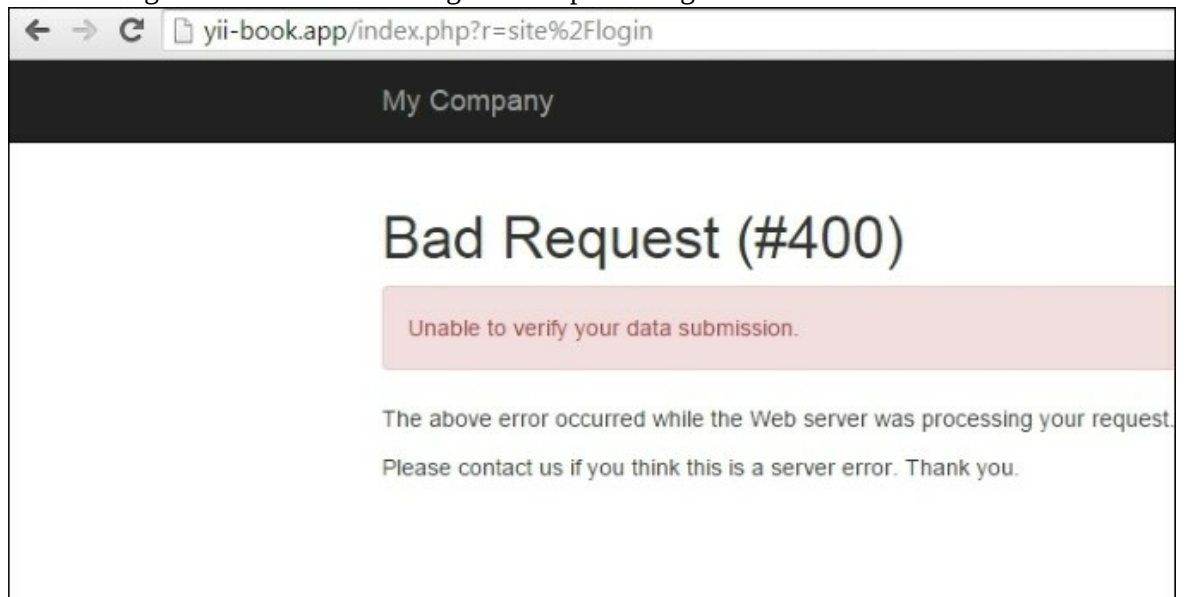 yii-book.app/index.php?r=site%2Flogin
My Company
Bad Request (#400)
Unable to verify your data submission.
The above error occurred while the Web server was processing your request.
Please contact us if you think this is a server error. Thank you.